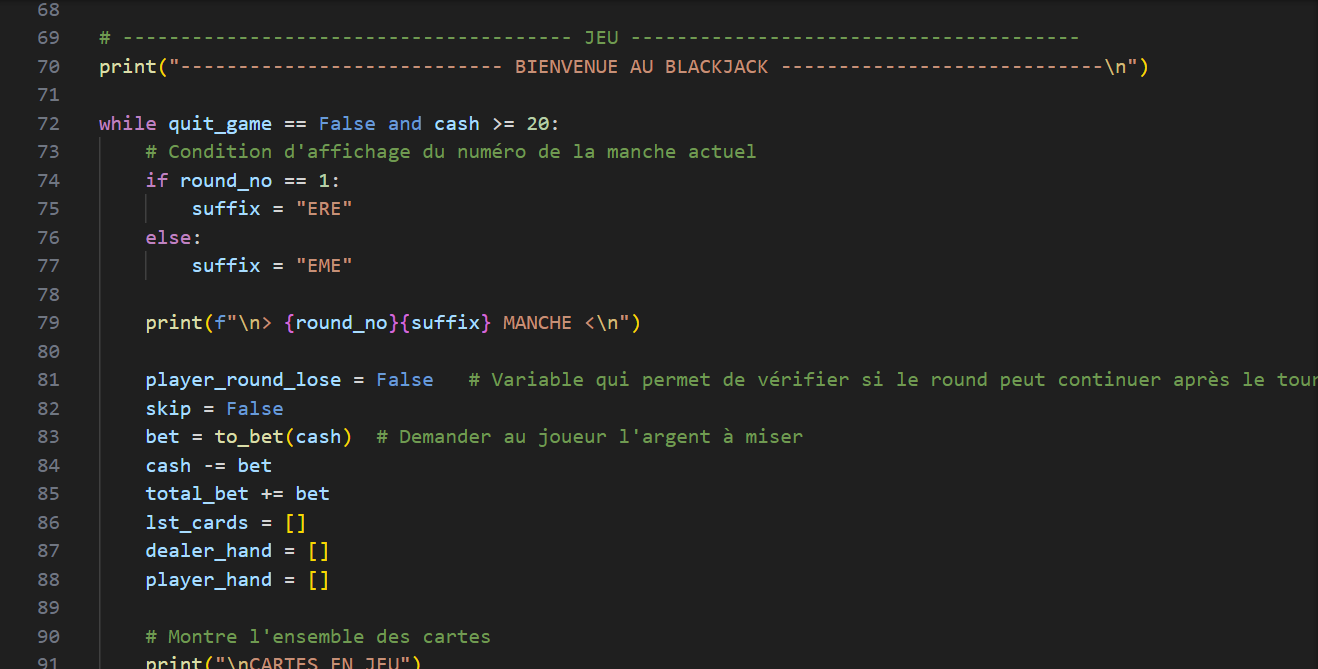 68
69 # --------------------------------------- JEU ---------------------------------------
70 print("---------------------------- BIENVENUE AU BLACKJACK ----------------------------\n")
71
72 while quit_game == False and cash >= 20:
73 # Condition d'affichage du numéro de la manche actuel
74 if round_no == 1:
75 suffix = "ERE"
76 else:
77 suffix = "EME"
78
79 print(f"\n> {round_no}{suffix} MANCHE <\n")
80
81 player_round_lose = False # Variable qui permet de vérifier si le round peut continuer après le tour
82 skip = False
83 bet = to_bet(cash) # Demander au joueur l'argent à miser
84 cash -= bet
85 total_bet += bet
86 lst_cards = []
87 dealer_hand = []
88 player_hand = []
89
90 # Montre l'ensemble des cartes
91 print("\nCARTES EN JEU")